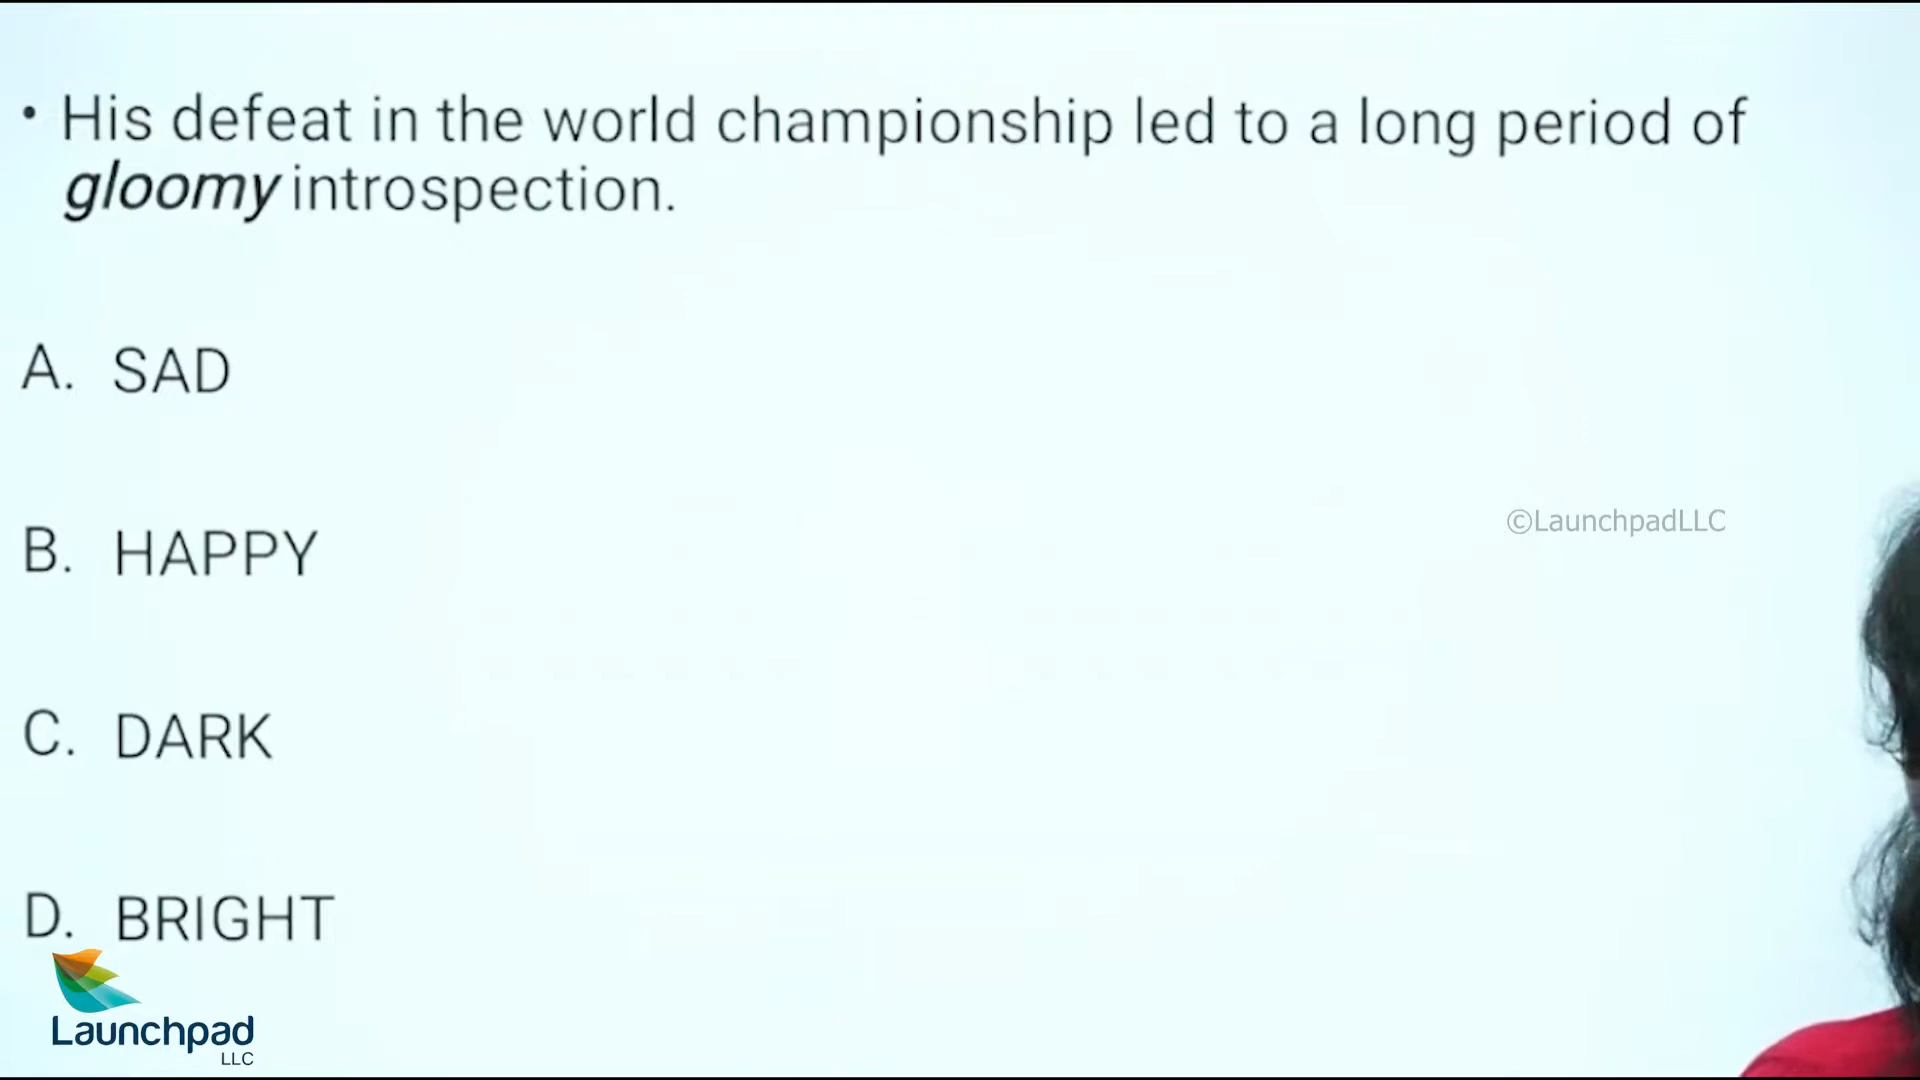 • His defeat in the world championship led to a long period of
gloomy introspection.
A. SAD
B. HAPPY
©LaunchpadLLC
C. DARK
D. BRIGHT
Launchpad
LLC